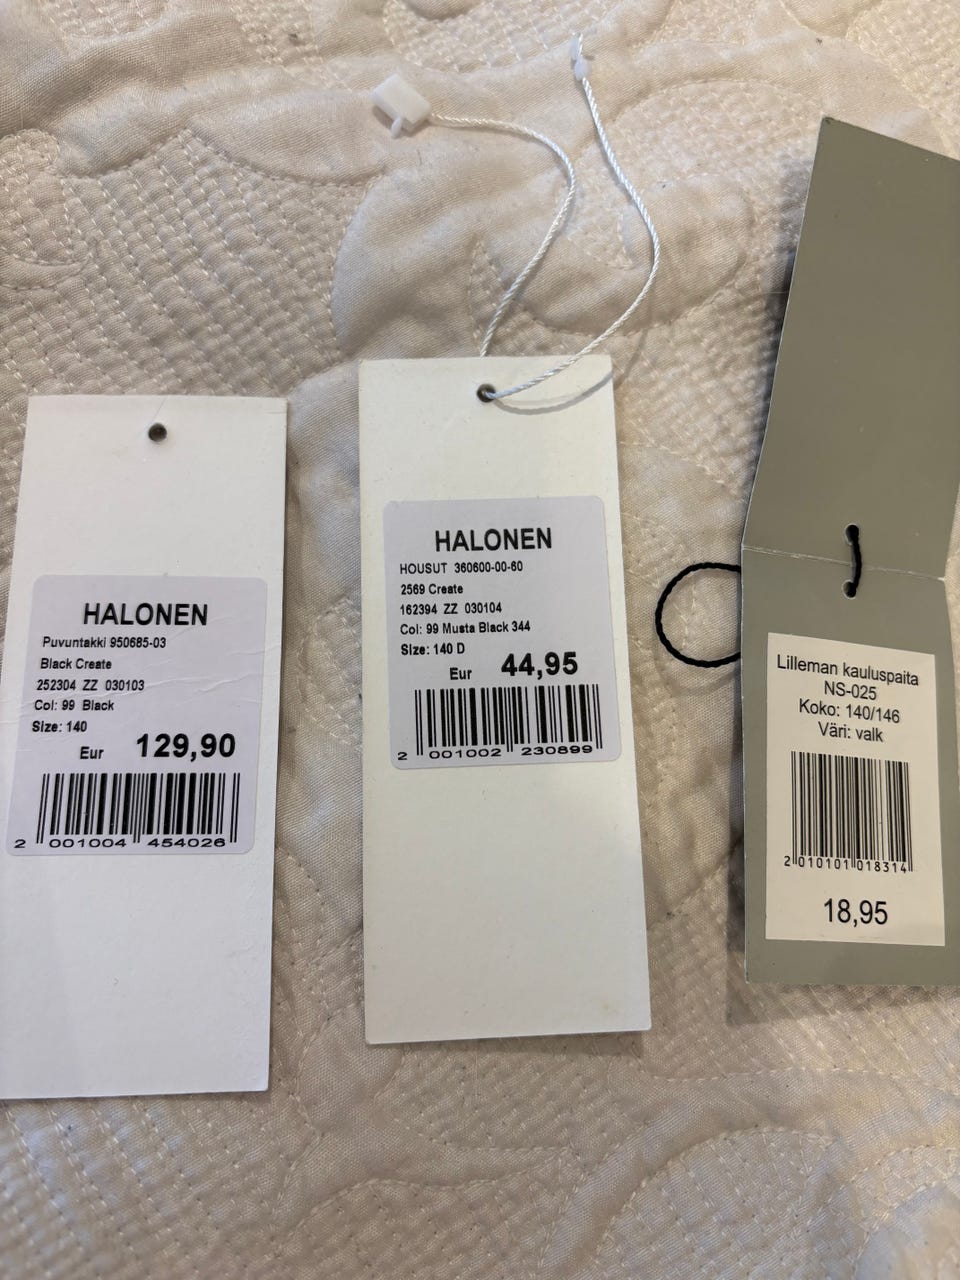 HALONEN
Puvuntakki 950685-03
Black Create
252304 ZZ 030103
Col: 99 Black
Size: 140
Eur 129,90
2 001004 454026
HALONEN
HOUSUT 360600-00-60
2569 Create
162394 ZZ 030104
Col: 99 Musta Black 344
Size: 140 D
Eur 44,95
2 001002 230899
Lilleman kauluspaita
NS-025
Koko: 140/146
Väri: valk
2 010101 018314
18,95